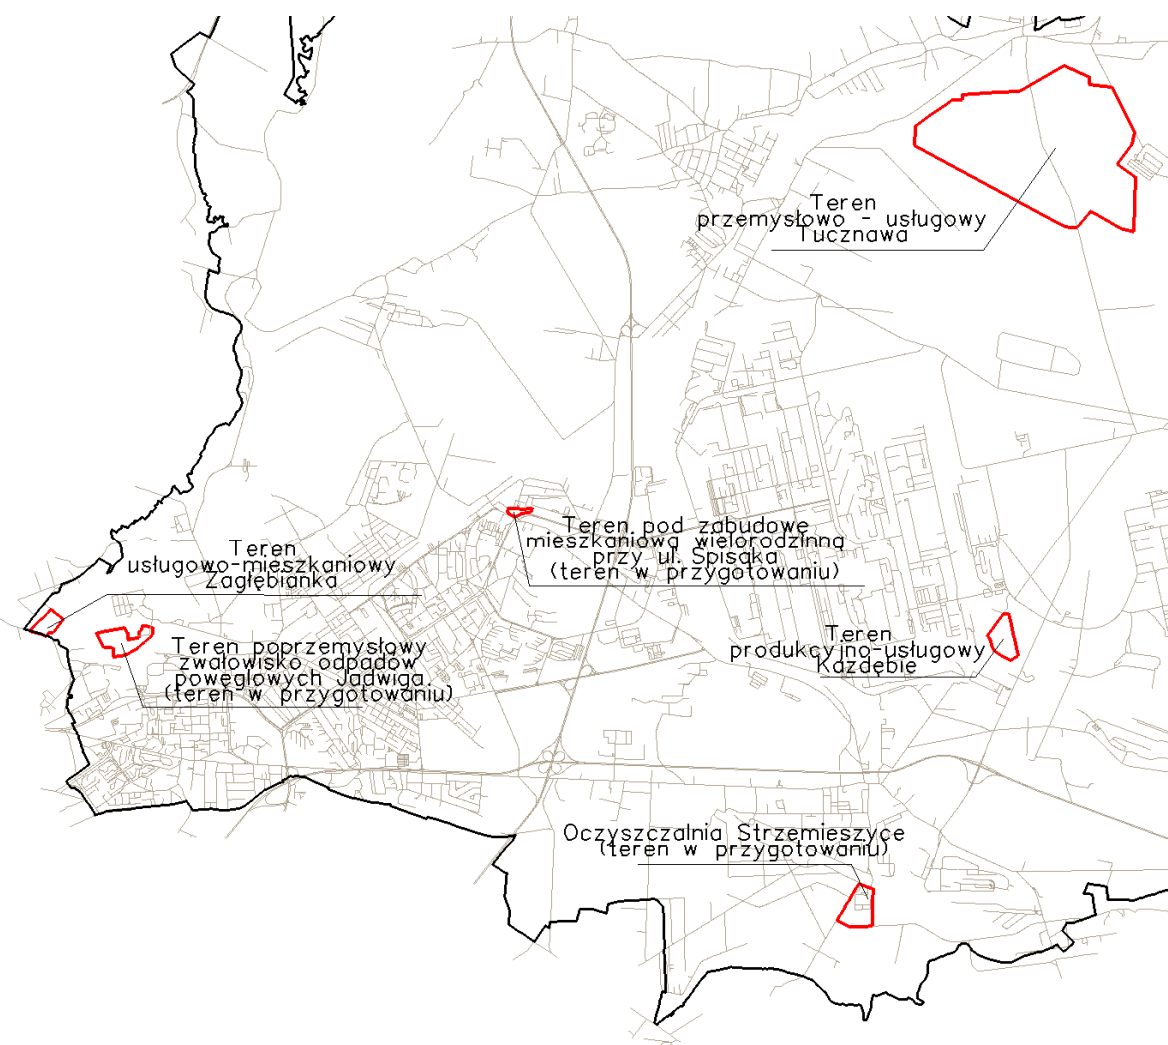 Teren
przemysłowo - usługowy
Tucznawa
Teren pod zabudowę
mieszkaniową wielorodzinną
przy ul. Spisaka
(teren w przygotowaniu)
Teren
usługowo-mieszkaniowy
Zagłębianka
Teren poprzemysłowy
zwałowisko odpadów
powęglowych Jadwiga
(teren w przygotowaniu)
Teren
produkcyjno-usługowy
Kazdębie
Oczyszczalnia Strzemieszyce
(teren w przygotowaniu)